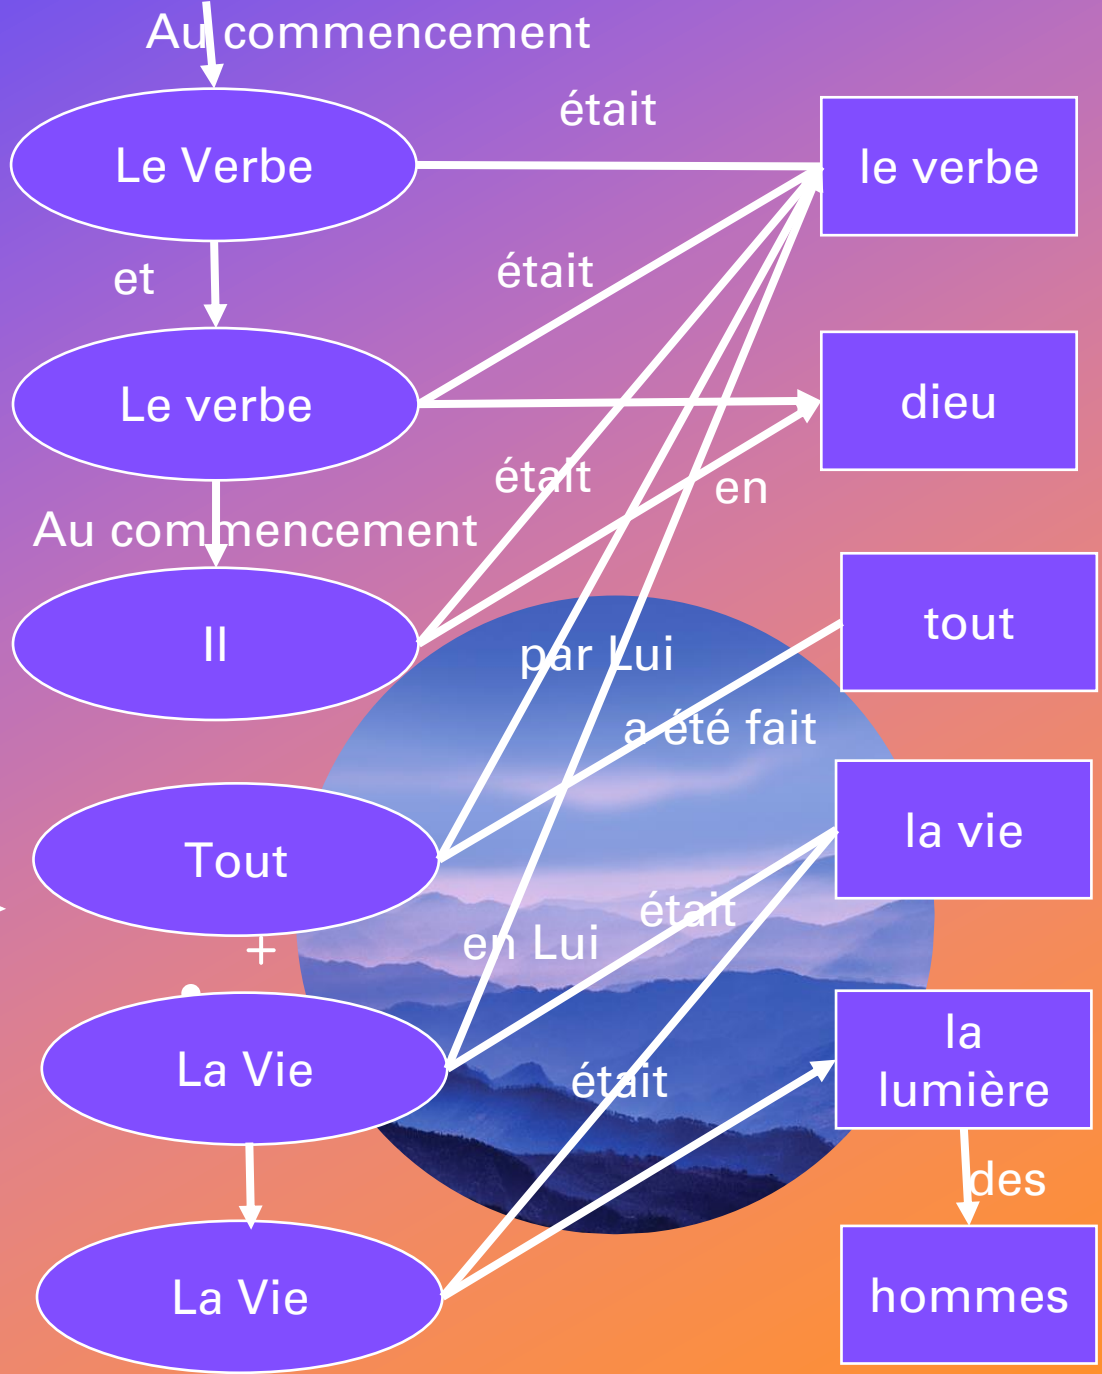 Au commencement
était
Le Verbe
le verbe
et
était
Le verbe
dieu
était
en
Au commencement
Il
tout
par Lui
a été fait
Tout
la vie
était
en Lui
+
La Vie
la
lumière
était
des
La Vie
hommes